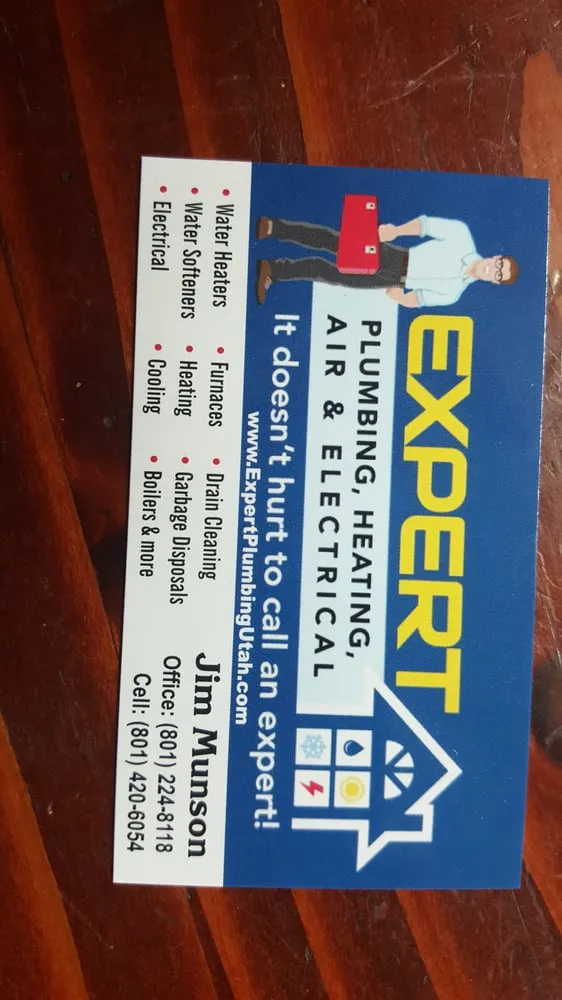 EXPERT
PLUMBING, HEATING,
AIR & ELECTRICAL
It doesn't hurt to call an expert!
www.ExpertPlumbingUtah.com
• Water Heaters • Furnaces • Drain Cleaning
• Water Softeners • Heating • Garbage Disposals
• Electrical • Cooling • Boilers & more
Jim Munson
Office: (801) 224-8118
Cell: (801) 420-6054